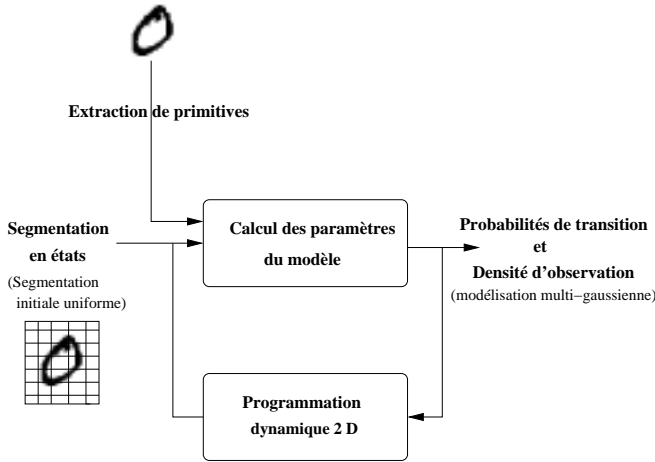 Extraction de primitives
Segmentation
en états
(Segmentation
initiale uniforme)
Calcul des paramètres
du modèle
Probabilités de transition
et
Densité d'observation
(modélisation multi−gaussienne)
Programmation
dynamique 2 D